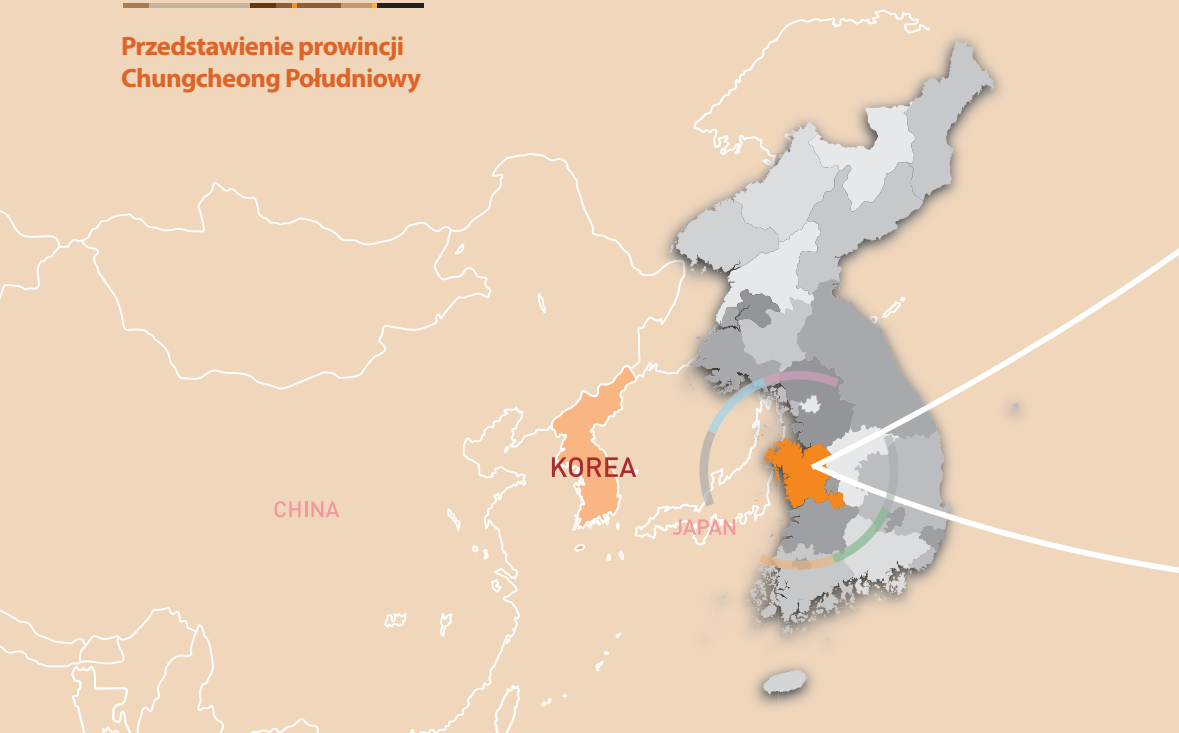 Przedstawienie prowincji
Chungcheong Południowy
KOREA
CHINA
JAPAN